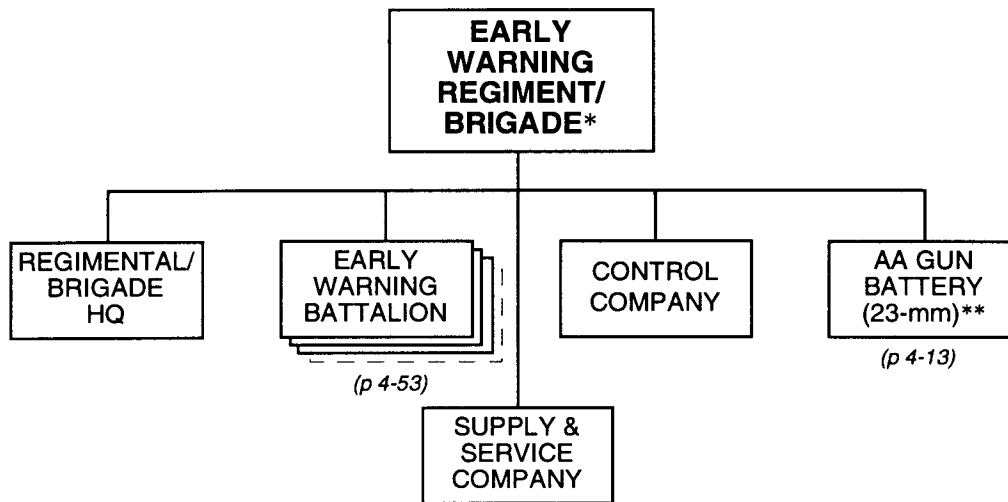 EARLY
WARNING
REGIMENT/
BRIGADE*
REGIMENTAL/
BRIGADE
HQ
EARLY
WARNING
BATTALION
(p 4-53)
CONTROL
COMPANY
AA GUN
BATTERY
(23-mm)**
(p 4-13)
SUPPLY &
SERVICE
COMPANY